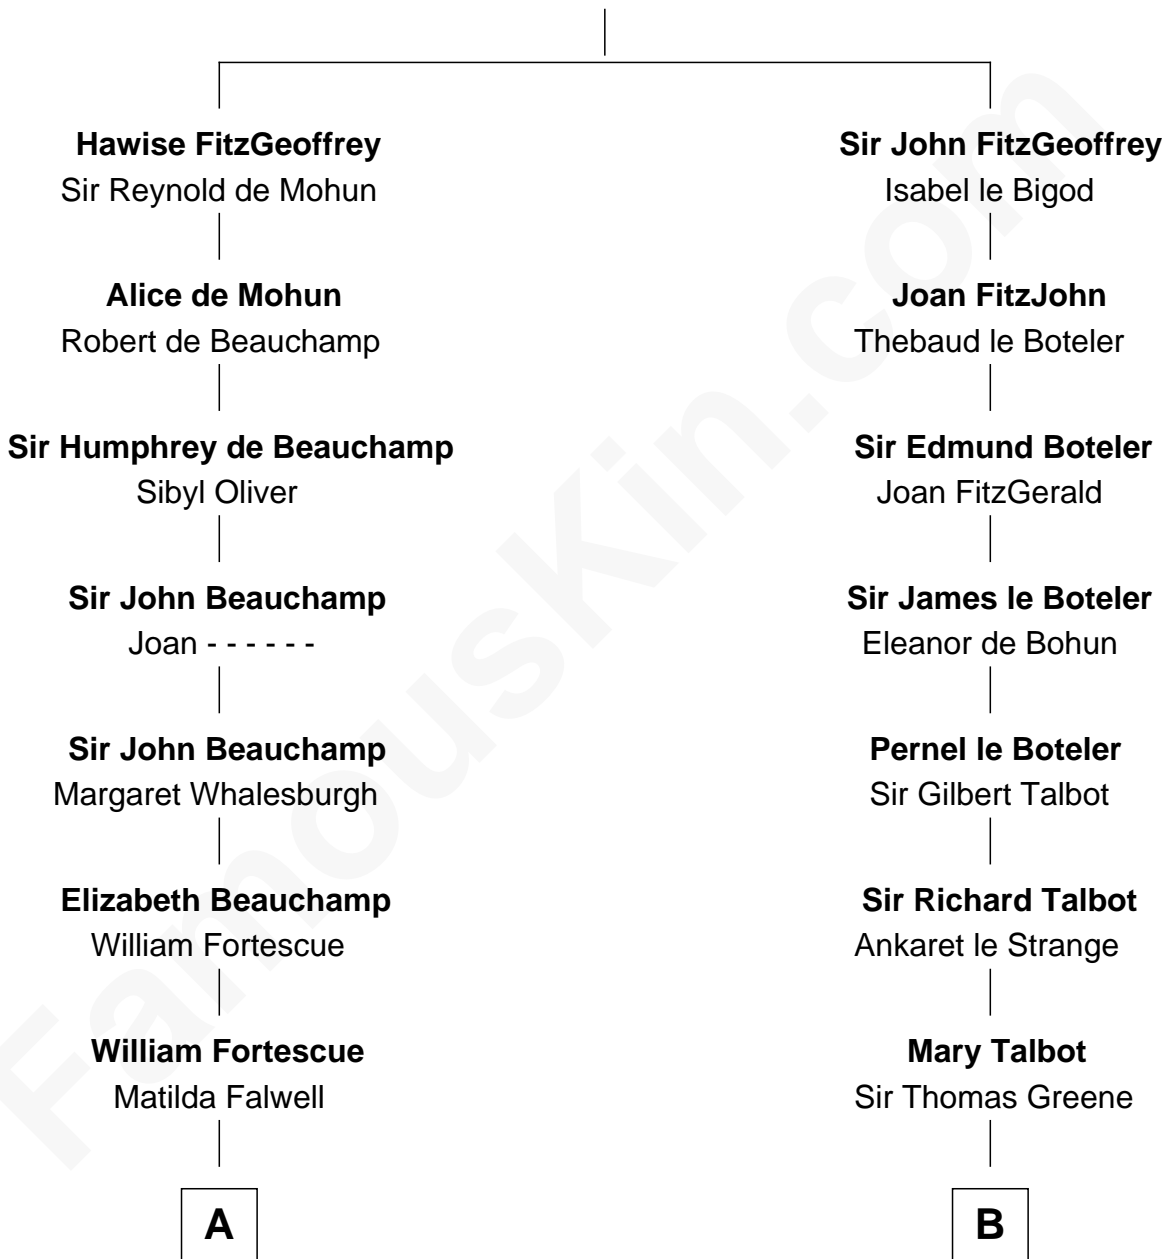 Hawise FitzGeoffrey
Sir Reynold de Mohun
Alice de Mohun
Robert de Beauchamp
Sir Humphrey de Beauchamp
Sibyl Oliver
Sir John Beauchamp
Joan - - - - - -
Sir John Beauchamp
Margaret Whalesburgh
Elizabeth Beauchamp
William Fortescue
William Fortescue
Matilda Falwell
A
Sir John FitzGeoffrey
Isabel le Bigod
Joan FitzJohn
Thebaud le Boteler
Sir Edmund Boteler
Joan FitzGerald
Sir James le Boteler
Eleanor de Bohun
Pernel le Boteler
Sir Gilbert Talbot
Sir Richard Talbot
Ankaret le Strange
Mary Talbot
Sir Thomas Greene
B
FamousKin.com